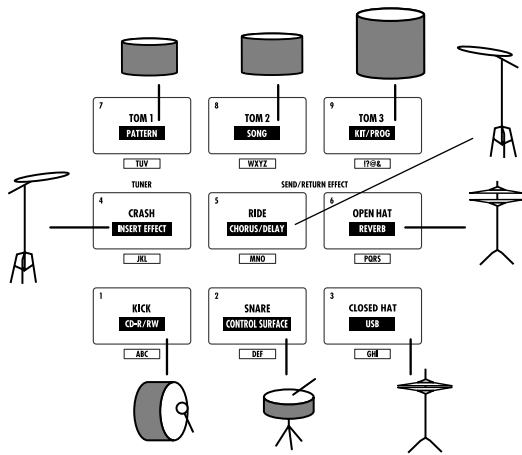 7 8 9
TOM 1 TOM 2 TOM 3
PATTERN SONG KIT/PROG
TUV WXYZ !?@&
TUNER SEND/RETURN EFFECT
4 5 6
CRASH RIDE OPEN HAT
INSERT EFFECT CHORUS/DELAY REVERB
JKL MNO PQRS
1 2 3
KICK SNARE CLOSED HAT
CD-R/RW CONTROL SURFACE USB
ABC DEF GHI